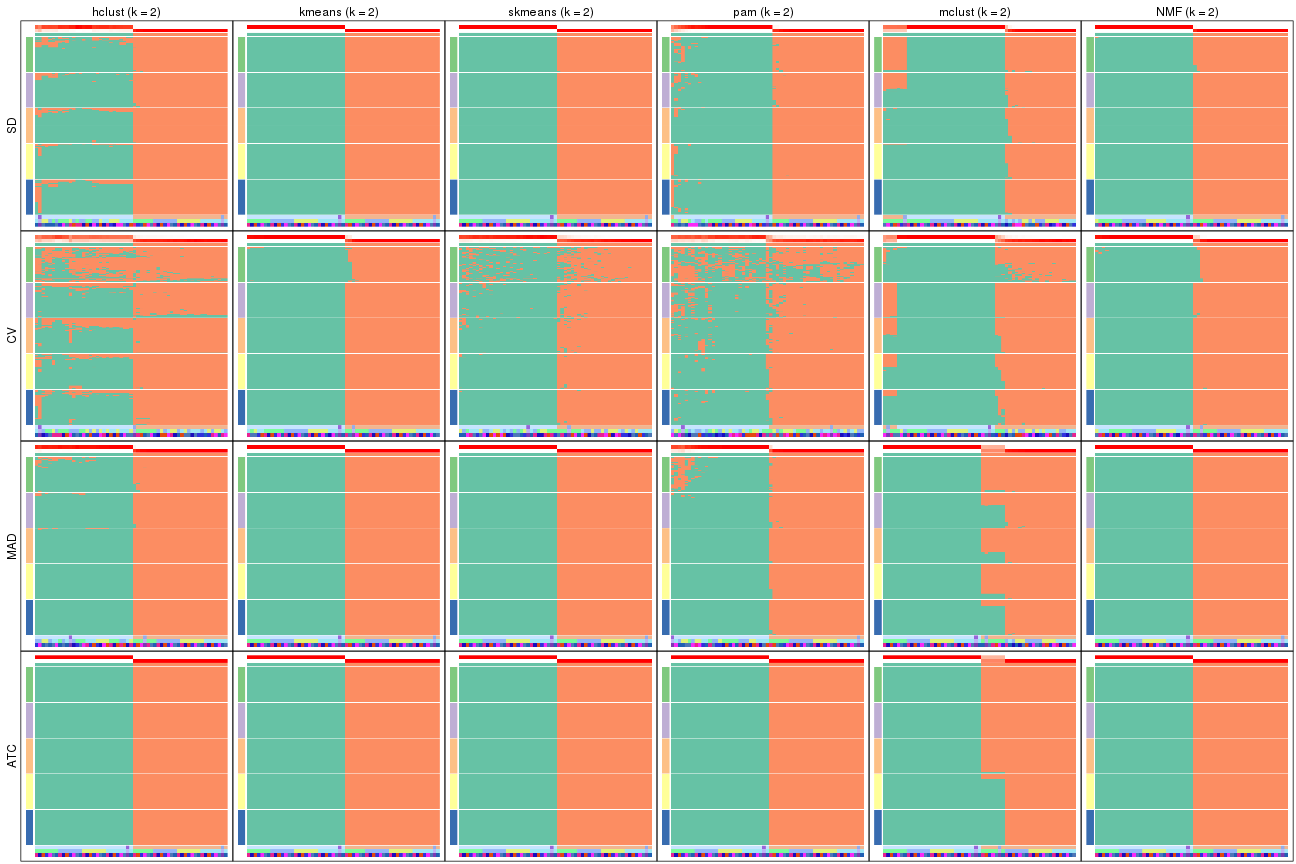 hclust (k = 2)
kmeans (k = 2)
skmeans (k = 2)
pam (k = 2)
mclust (k = 2)
NMF (k = 2)
SD
CV
MAD
ATC